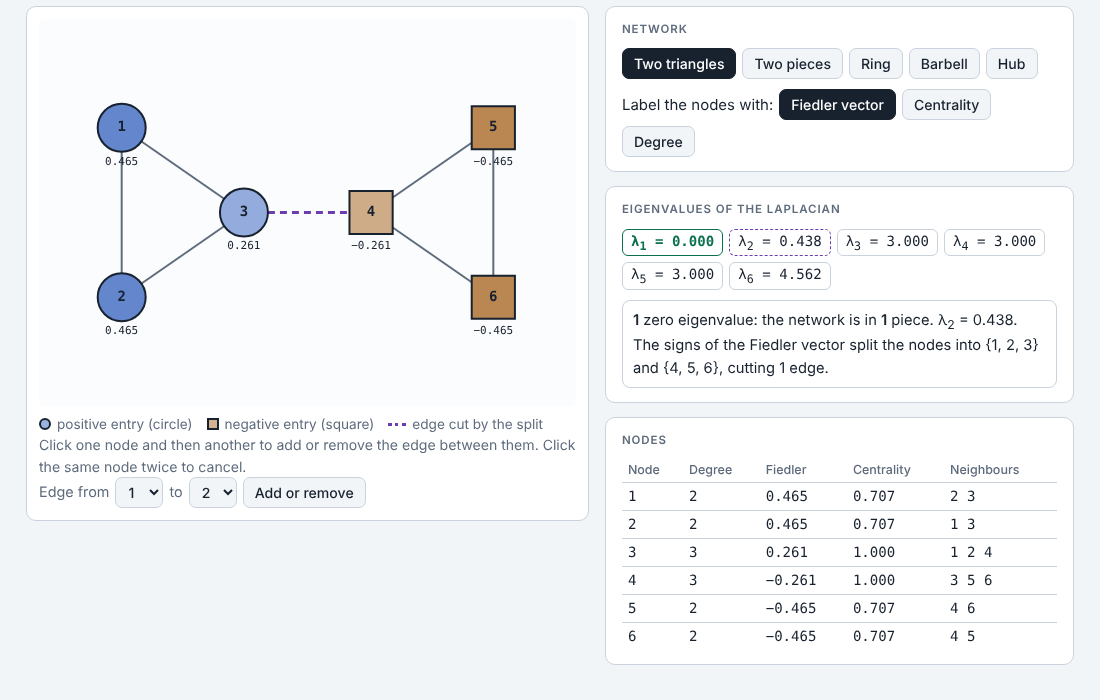 1
0.465
2
0.465
3
0.261
4
−0.261
5
−0.465
6
−0.465
positive entry (circle) negative entry (square) edge cut by the split
Click one node and then another to add or remove the edge between them. Click
the same node twice to cancel.
Edge from 1 to 2 Add or remove
NETWORK
Two triangles Two pieces Ring Barbell Hub
Label the nodes with: Fiedler vector Centrality
Degree
EIGENVALUES OF THE LAPLACIAN
λ1 = 0.000 λ2 = 0.438 λ3 = 3.000 λ4 = 3.000
λ5 = 3.000 λ6 = 4.562
1 zero eigenvalue: the network is in 1 piece. λ2 = 0.438.
The signs of the Fiedler vector split the nodes into {1, 2, 3}
and {4, 5, 6}, cutting 1 edge.
NODES
Node Degree Fiedler Centrality Neighbours
1 2 0.465 0.707 2 3
2 2 0.465 0.707 1 3
3 3 0.261 1.000 1 2 4
4 3 −0.261 1.000 3 5 6
5 2 −0.465 0.707 4 6
6 2 −0.465 0.707 4 5